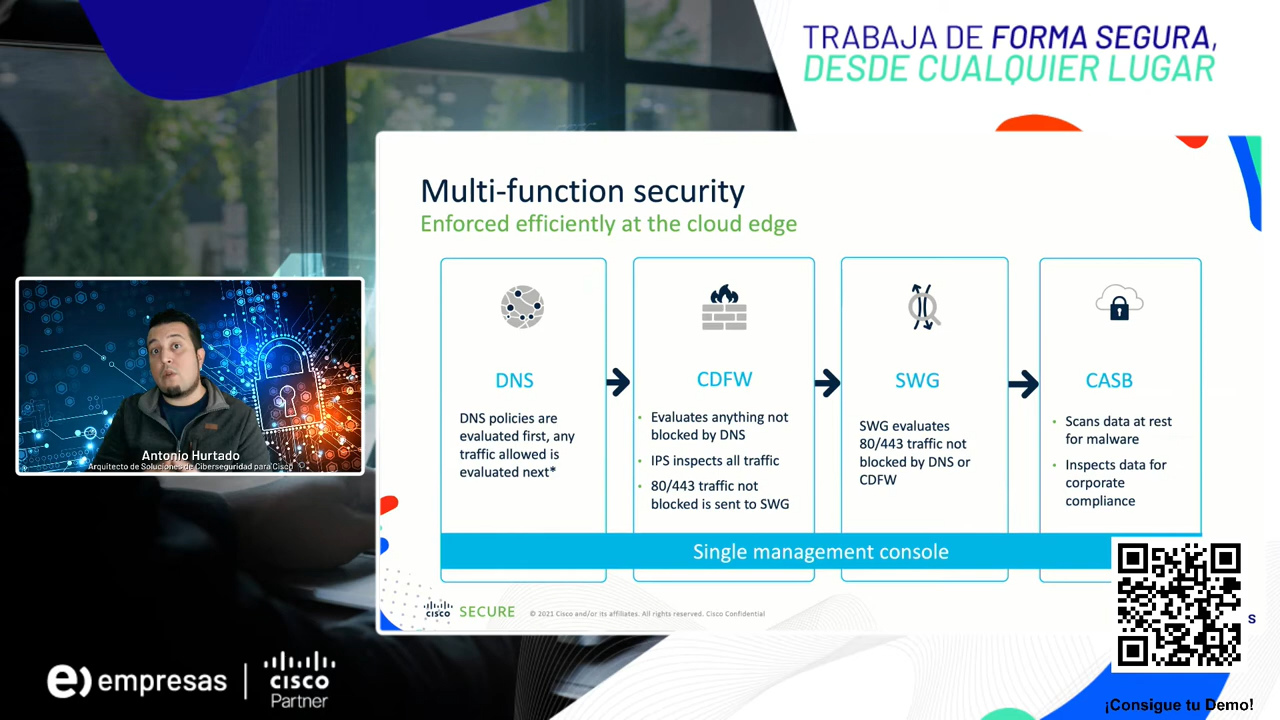 TRABAJA DE FORMA SEGURA,
DESDE CUALQUIER LUGAR
Multi-function security
Enforced efficiently at the cloud edge
DNS
DNS policies are
evaluated first, any
traffic allowed is
evaluated next*
CDFW
Evaluates anything not
blocked by DNS
IPS inspects all traffic
80/443 traffic not
blocked is sent to SWG
SWG
SWG evaluates
80/443 traffic not
blocked by DNS or
CDFW
CASB
Scans data at rest
for malware
Inspects data for
corporate
compliance
Single management console
CISCO SECURE
© 2021 Cisco and/or its affiliates. All rights reserved. Cisco Confidential
Antonio Hurtado
Arquitecto de Soluciones de Ciberseguridad para Cisco
e) empresas
CISCO
Partner
s
¡Consigue tu Demo!